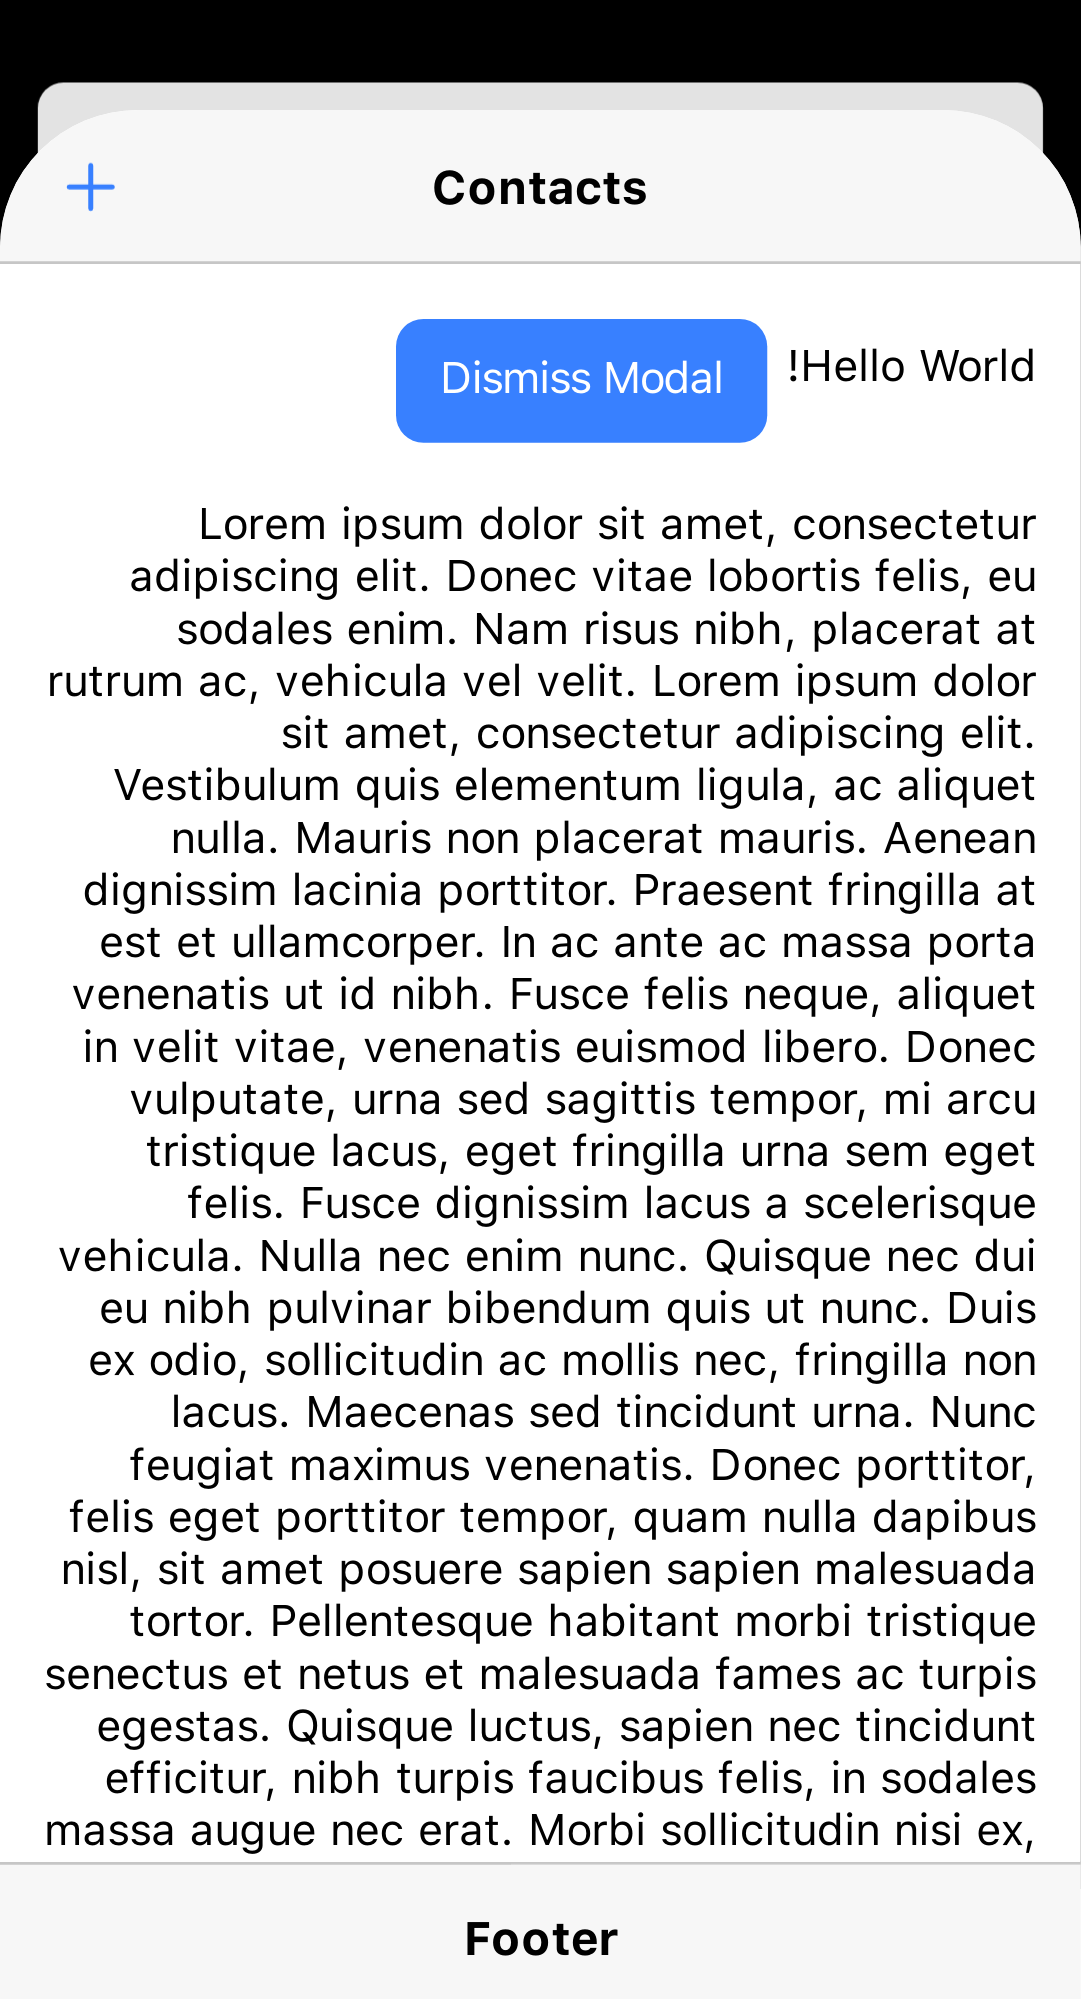 Contacts
!Hello World
Dismiss Modal
Lorem ipsum dolor sit amet, consectetur
adipiscing elit. Donec vitae lobortis felis, eu
sodales enim. Nam risus nibh, placerat at
rutrum ac, vehicula vel velit. Lorem ipsum dolor
sit amet, consectetur adipiscing elit.
Vestibulum quis elementum ligula, ac aliquet
nulla. Mauris non placerat mauris. Aenean
dignissim lacinia porttitor. Praesent fringilla at
est et ullamcorper. In ac ante ac massa porta
venenatis ut id nibh. Fusce felis neque, aliquet
in velit vitae, venenatis euismod libero. Donec
vulputate, urna sed sagittis tempor, mi arcu
tristique lacus, eget fringilla urna sem eget
felis. Fusce dignissim lacus a scelerisque
vehicula. Nulla nec enim nunc. Quisque nec dui
eu nibh pulvinar bibendum quis ut nunc. Duis
ex odio, sollicitudin ac mollis nec, fringilla non
lacus. Maecenas sed tincidunt urna. Nunc
feugiat maximus venenatis. Donec porttitor,
felis eget porttitor tempor, quam nulla dapibus
nisl, sit amet posuere sapien sapien malesuada
tortor. Pellentesque habitant morbi tristique
senectus et netus et malesuada fames ac turpis
egestas. Quisque luctus, sapien nec tincidunt
efficitur, nibh turpis faucibus felis, in sodales
massa augue nec erat. Morbi sollicitudin nisi ex,
Footer